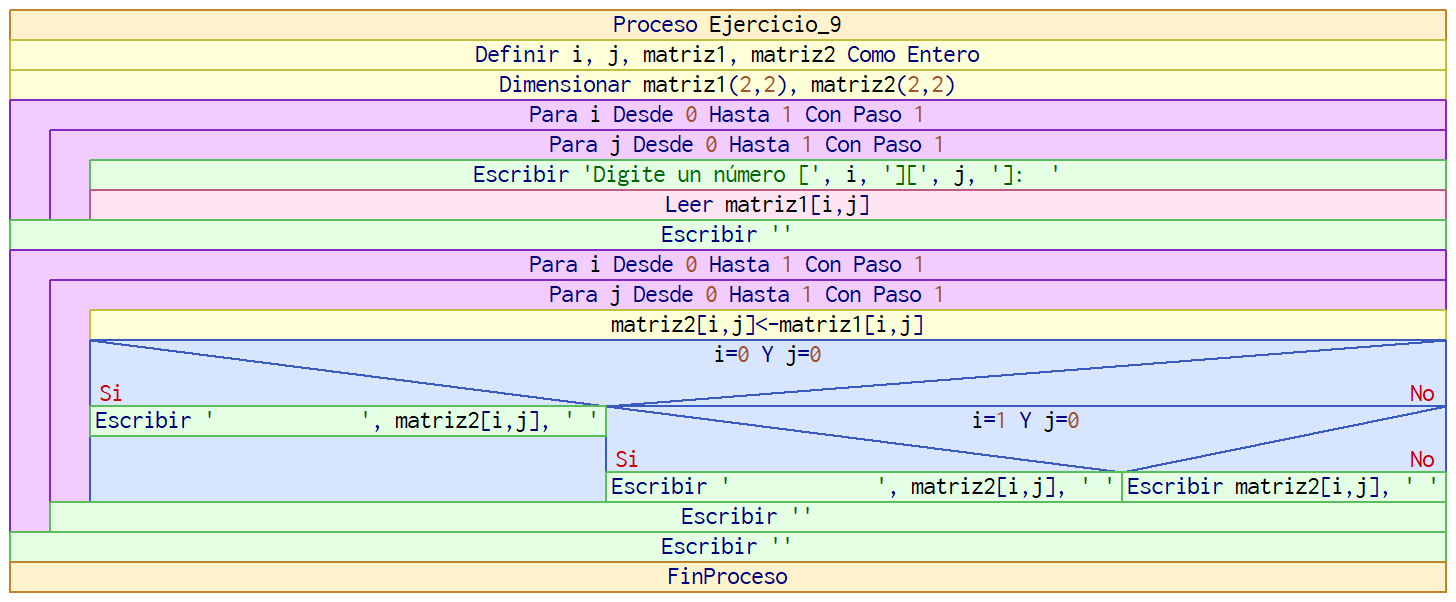 Proceso Ejercicio_9
Definir i, j, matriz1, matriz2 Como Entero
Dimensionar matriz1(2,2), matriz2(2,2)
Para i Desde 0 Hasta 1 Con Paso 1
Para j Desde 0 Hasta 1 Con Paso 1
Escribir 'Digite un número [', i, '][', j, ']:  '
Leer matriz1[i,j]
Escribir ''
Para i Desde 0 Hasta 1 Con Paso 1
Para j Desde 0 Hasta 1 Con Paso 1
matriz2[i,j]<-matriz1[i,j]
i=0 Y j=0
Si No
Escribir '            ', matriz2[i,j], ' ' i=1 Y j=0
Si No
Escribir '            ', matriz2[i,j], ' ' Escribir matriz2[i,j], ' '
Escribir ''
Escribir ''
FinProceso